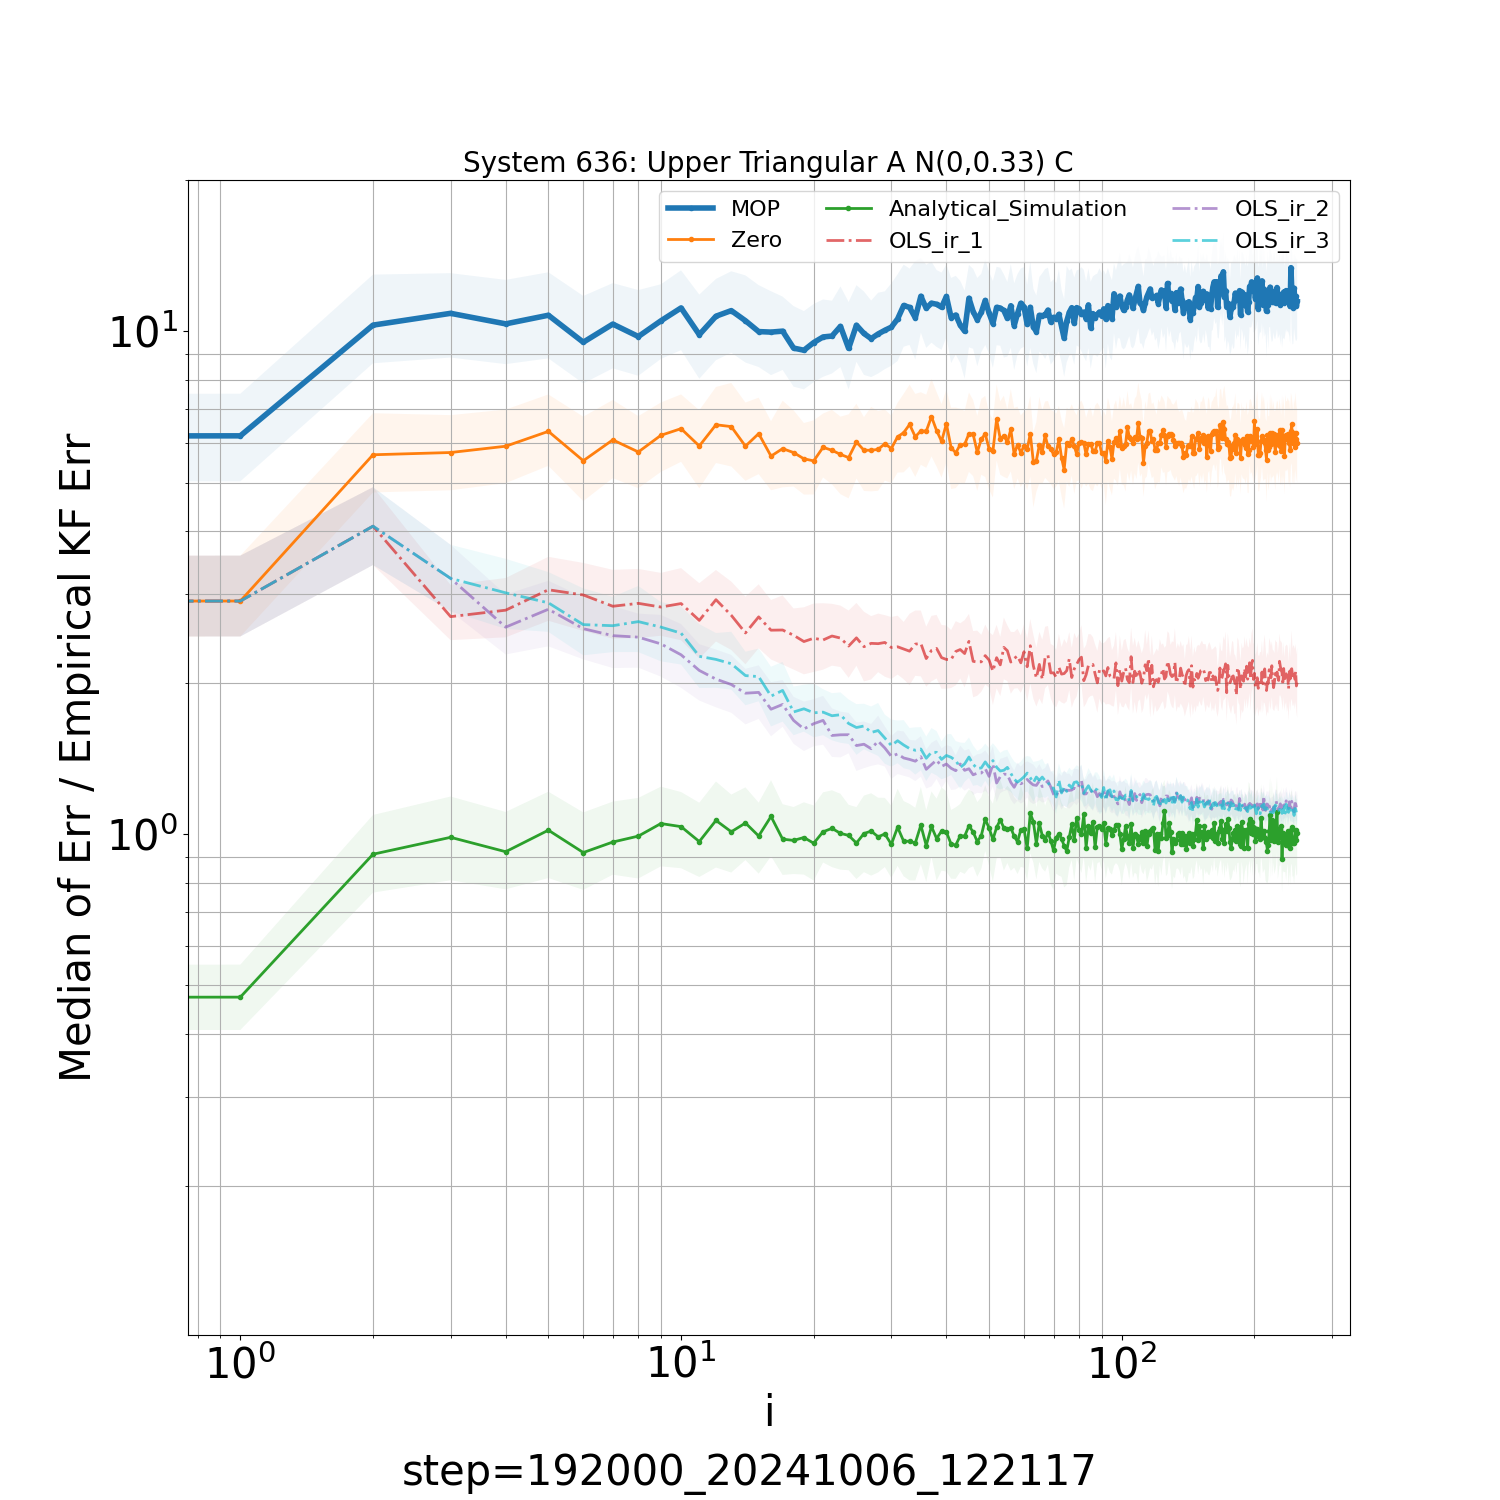 System 636: Upper Triangular A N(0,0.33) C
MOP
Zero
Analytical_Simulation
OLS_ir_1
OLS_ir_2
OLS_ir_3
Median of Err / Empirical KF Err
10¹
10⁰
10⁰
10¹
10²
i
step=192000_20241006_122117